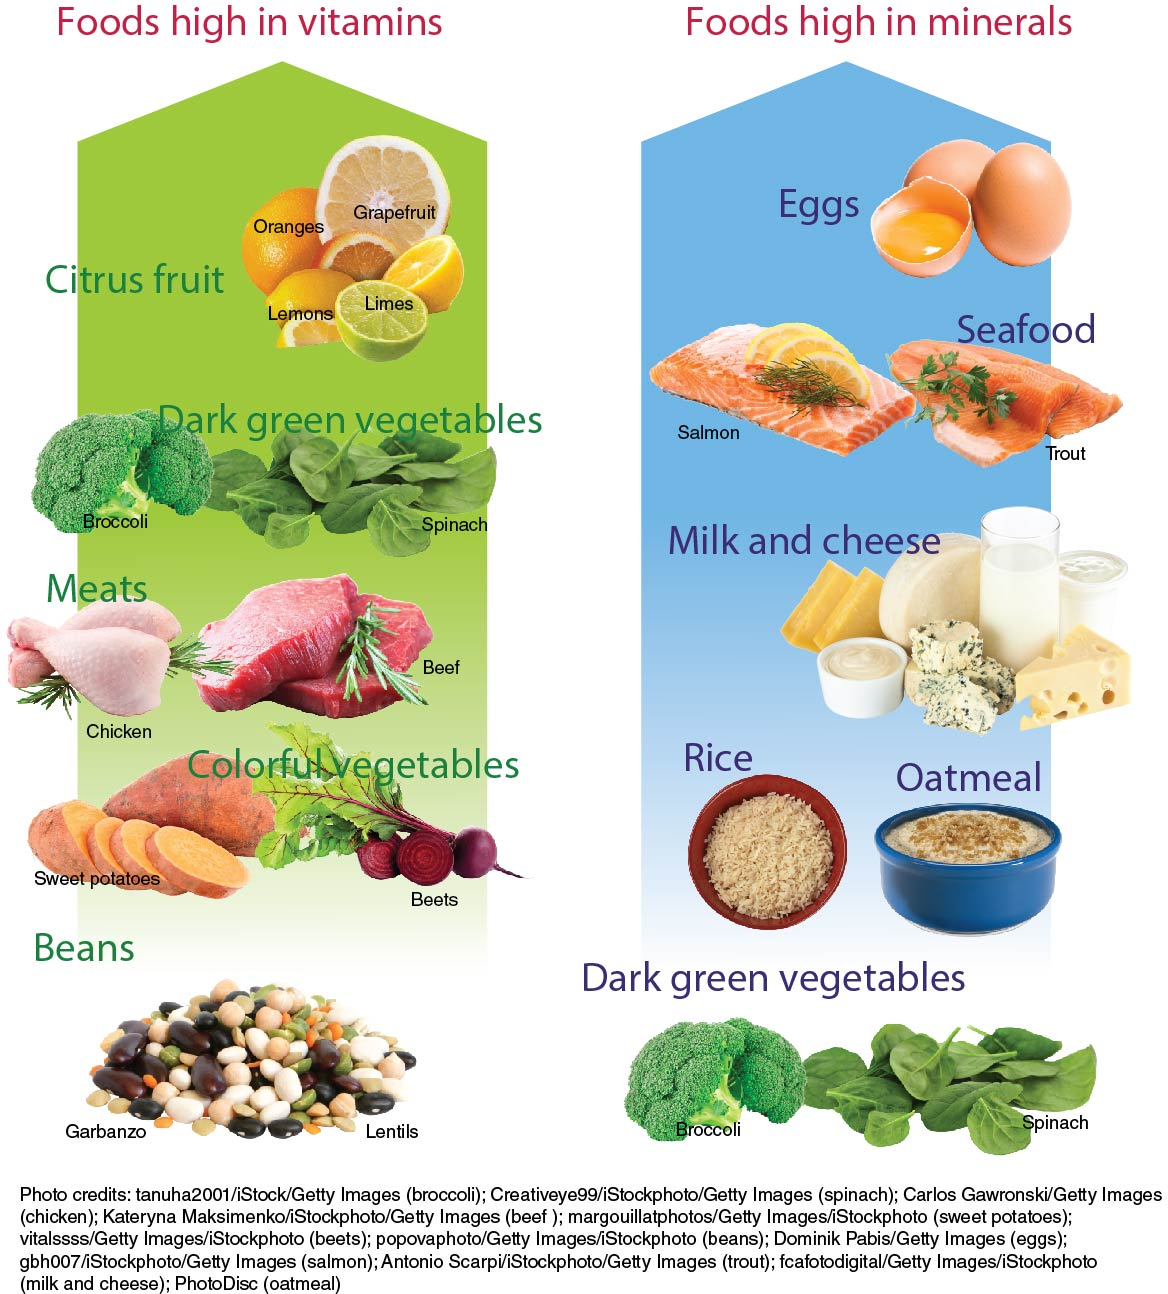 Foods high in vitamins
Grapefruit
Oranges
Citrus fruit
Limes
Lemons
Dark green vegetables
Broccoli
Spinach
Meats
Beef
Chicken
Colorful vegetables
Sweet potatoes
Beets
Beans
Garbanzo
Lentils
Foods high in minerals
Eggs
Seafood
Salmon
Trout
Milk and cheese
Rice
Oatmeal
Dark green vegetables
Broccoli
Spinach
Photo credits: tanuha2001/iStock/Getty Images (broccoli); Creativeye99/iStockphoto/Getty Images (spinach); Carlos Gawronski/Getty Images
(chicken); Kateryna Maksimenko/iStockphoto/Getty Images (beef ); margouillatphotos/Getty Images/iStockphoto (sweet potatoes);
vitalssss/Getty Images/iStockphoto (beets); popovaphoto/Getty Images/iStockphoto (beans); Dominik Pabis/Getty Images (eggs);
gbh007/iStockphoto/Getty Images (salmon); Antonio Scarpi/iStockphoto/Getty Images (trout); fcafotodigital/Getty Images/iStockphoto
(milk and cheese); PhotoDisc (oatmeal)